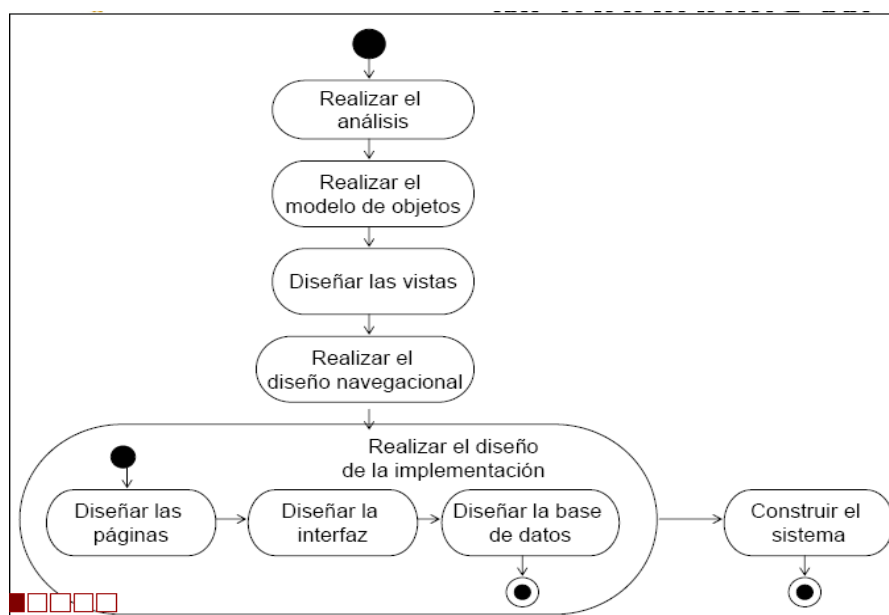 Realizar el
análisis
Realizar el
modelo de objetos
Diseñar las vistas
Realizar el
diseño navegacional
Realizar el diseño
de la implementación
Diseñar las
páginas
Diseñar la
interfaz
Diseñar la base
de datos
Construir el
sistema